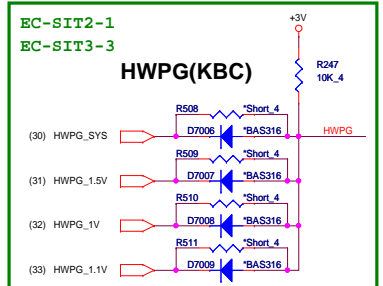 EC-SIT2-1
EC-SIT3-3
HWPG(KBC)
+3V
R247
10K_4
R508 *Short_4
(30) HWPG_SYS D7006 *BAS316 HWPG
R509 *Short_4
(31) HWPG_1.5V D7007 *BAS316
R510 *Short_4
(32) HWPG_1V D7008 *BAS316
R511 *Short_4
(33) HWPG_1.1V D7009 *BAS316